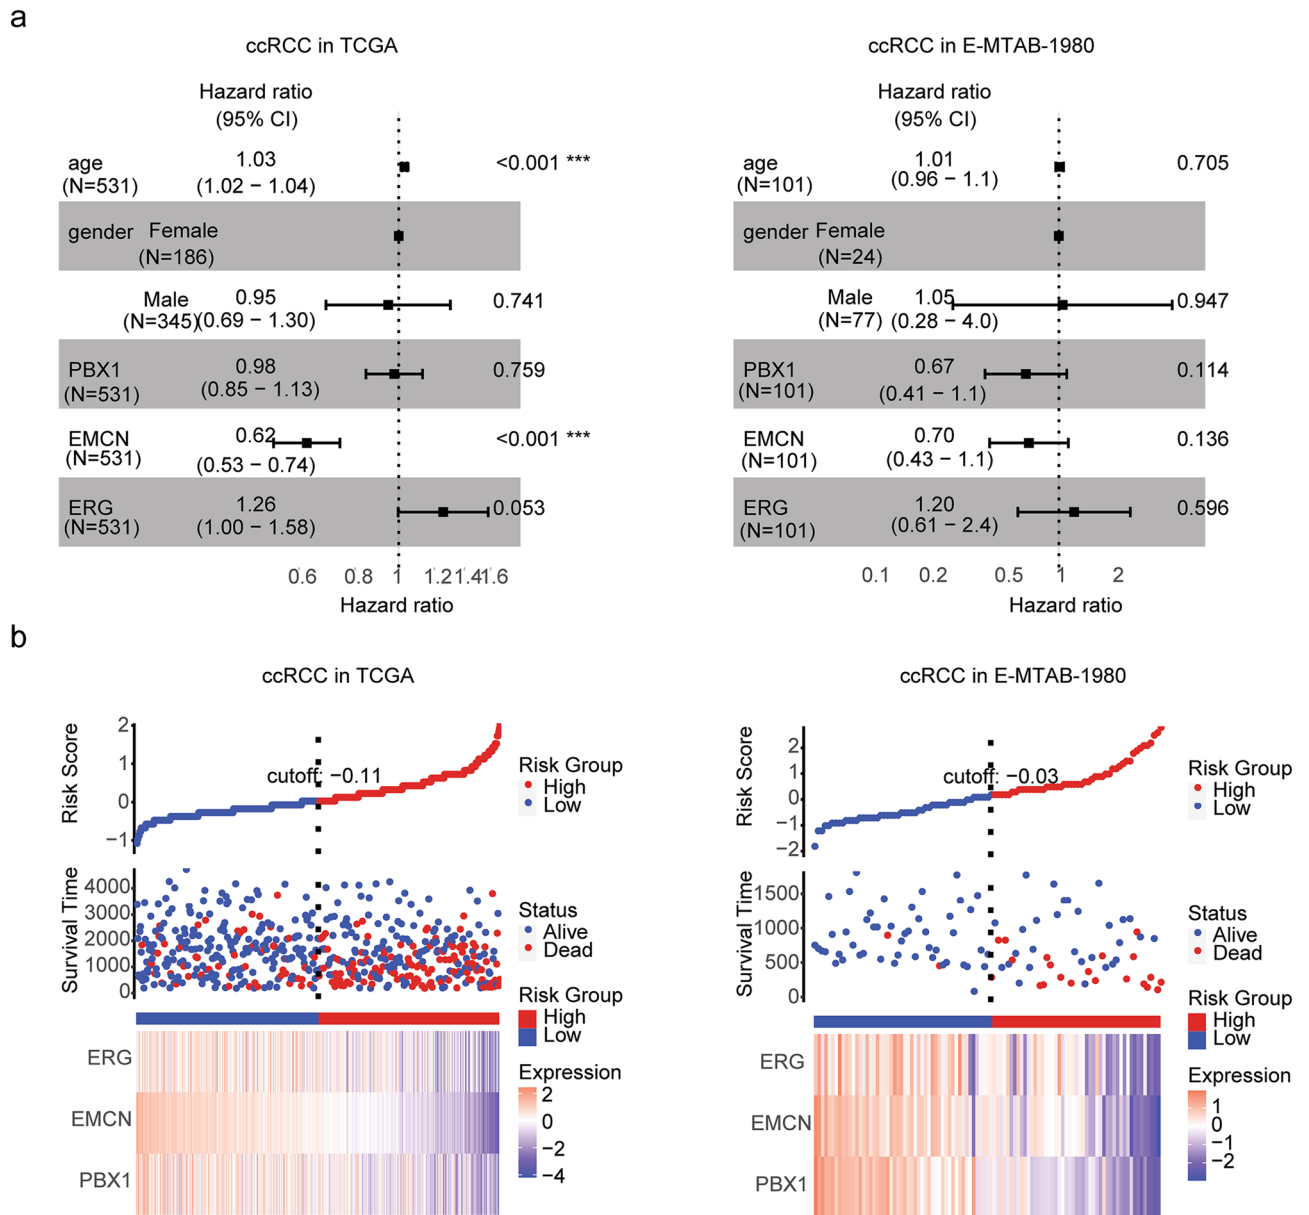 a
ccRCC in TCGA
Hazard ratio
(95% CI)
age
(N=531)
1.03
(1.02 − 1.04)
<0.001 ***
gender Female
(N=186)
Male
(N=345)
0.95
(0.69 − 1.30)
0.741
PBX1
(N=531)
0.98
(0.85 − 1.13)
0.759
EMCN
(N=531)
0.62
(0.53 − 0.74)
<0.001 ***
ERG
(N=531)
1.26
(1.00 − 1.58)
0.053
0.6 0.8 1 1.2 1.4 1.6
Hazard ratio
ccRCC in E-MTAB-1980
Hazard ratio
(95% CI)
age
(N=101)
1.01
(0.96 − 1.1)
0.705
gender Female
(N=24)
Male
(N=77)
1.05
(0.28 − 4.0)
0.947
PBX1
(N=101)
0.67
(0.41 − 1.1)
0.114
EMCN
(N=101)
0.70
(0.43 − 1.1)
0.136
ERG
(N=101)
1.20
(0.61 − 2.4)
0.596
0.1 0.2 0.5 1 2
Hazard ratio
b
ccRCC in TCGA
Risk Score
2
1
0
−1
cutoff: −0.11
Risk Group
High
Low
Survival Time
4000
3000
2000
1000
0
Status
Alive
Dead
Risk Group
High
Low
ERG
EMCN
PBX1
Expression
2
0
−2
−4
ccRCC in E-MTAB-1980
Risk Score
2
1
0
−1
−2
cutoff: −0.03
Risk Group
High
Low
Survival Time
1500
1000
500
0
Status
Alive
Dead
Risk Group
High
Low
ERG
EMCN
PBX1
Expression
1
0
−1
−2